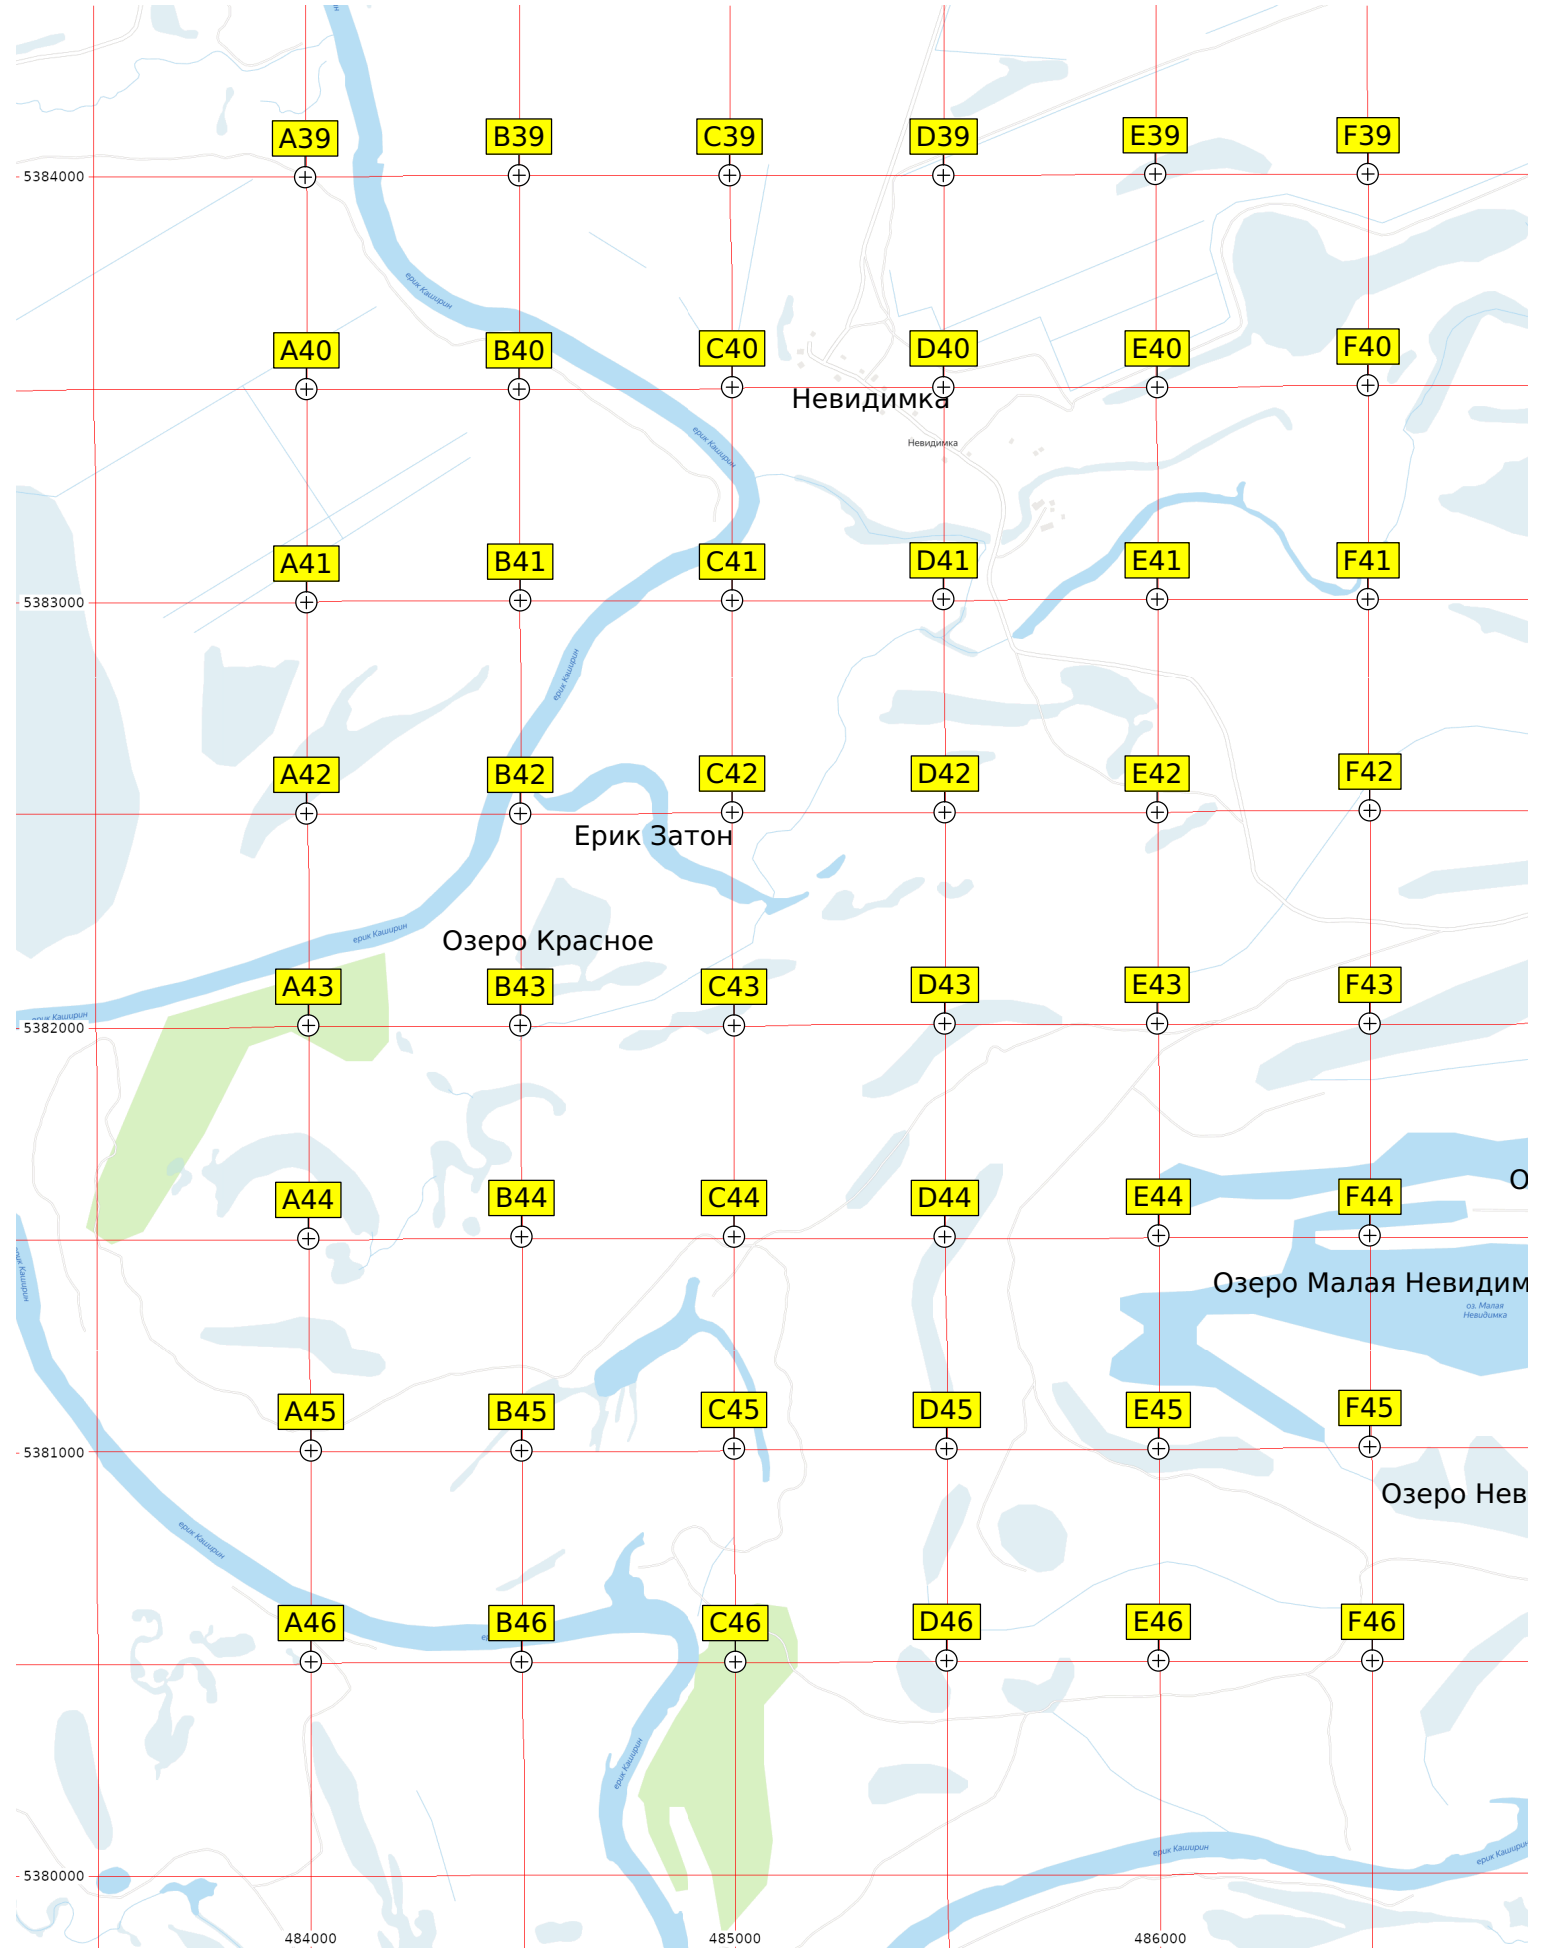 A39 B39 C39 D39 E39 F39
5384000
ерик Каширин
A40 B40 C40 D40 E40 F40
Невидимка
ерик Каширин
Невидимка
A41 B41 C41 D41 E41 F41
5383000
ерик Каширин
A42 B42 C42 D42 E42 F42
Ерик Затон
ерик Каширин
Озеро Красное
A43 B43 C43 D43 E43 F43
ерик Каширин
5382000
О
A44 B44 C44 D44 E44 F44
ерик Каширин
Озеро Малая Невидим
оз. Малая
Невидимка
A45 B45 C45 D45 E45 F45
5381000
Озеро Нев
ерик Каширин
A46 B46 C46 D46 E46 F46
ерик Каширин
ерик Каширин
ерик Каширин
5380000
484000 485000 486000